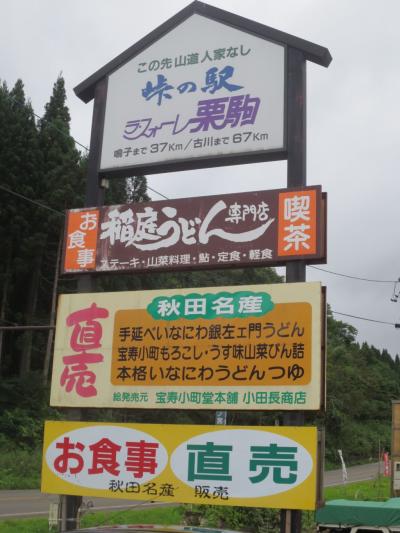 この先山道人家なし
峠の駅
ラフォーレ栗駒
鳴子まで37Km/古川まで67Km
お食事
稲庭うどん専門店
喫茶
ステーキ・山菜料理・鮎・定食・軽食
直売
秋田名産
手延べいなにわ銀左ェ門うどん
宝寿小町もろこし・うす味山菜びん詰
本格いなにわうどんつゆ
総発売元 宝寿小町堂本舗 小田長商店
お食事 直売
秋田名産 販売